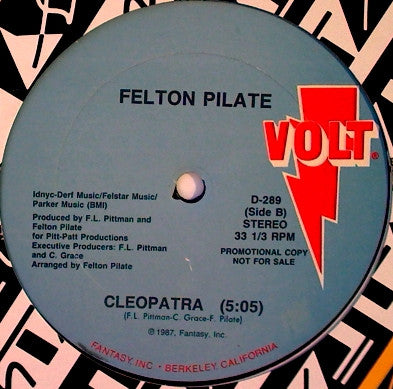 FELTON PILATE
VOLT®
Idnyc-Derf Music/Felstar Music/
Parker Music (BMI)
Produced by F.L. Pittman and
Felton Pilate
for Pitt-Patt Productions
Executive Producers: F.L. Pittman
and C. Grace
Arranged by Felton Pilate
D-289
(Side B)
STEREO
33 1/3 RPM
PROMOTIONAL COPY
NOT FOR SALE
CLEOPATRA (5:05)
(F.L. Pittman-C. Grace-F. Pilate)
℗1987, Fantasy, Inc.
FANTASY, INC • BERKELEY, CALIFORNIA